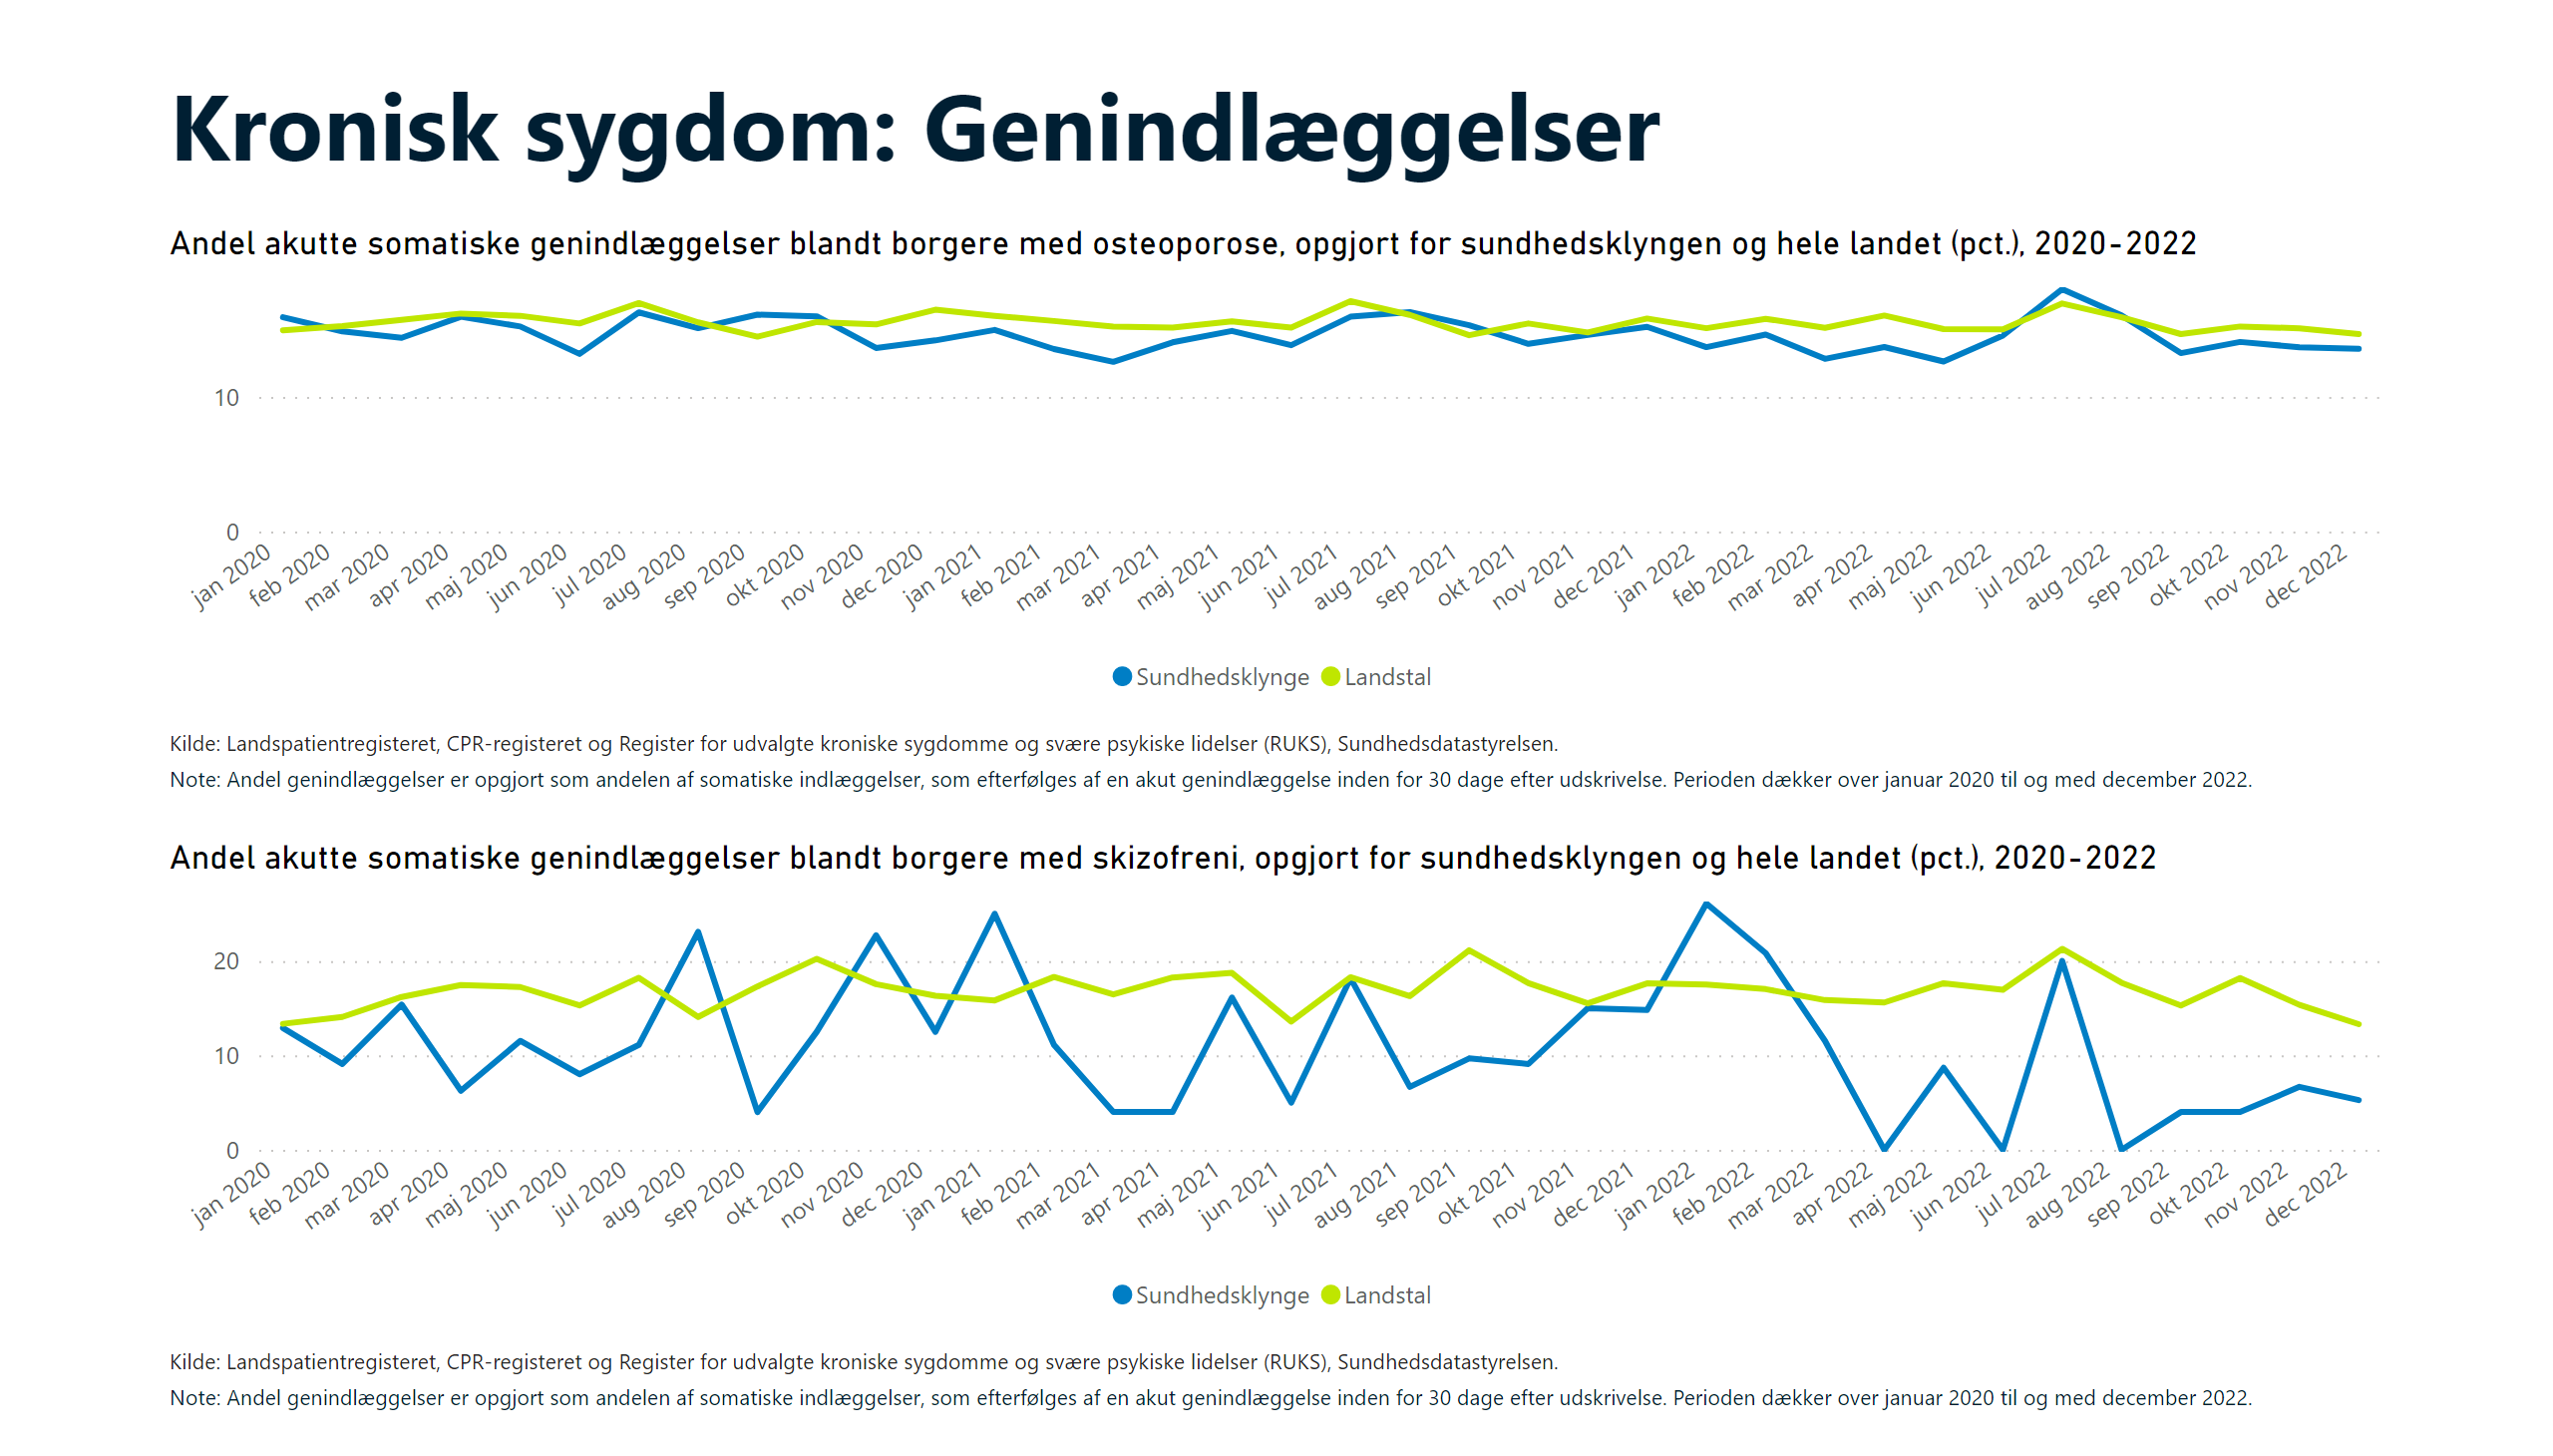 Kronisk sygdom: Genindlæggelser
Andel akutte somatiske genindlæggelser blandt borgere med osteoporose, opgjort for sundhedsklyngen og hele landet (pct.), 2020-2022
10
0
jan 2020 feb 2020 mar 2020 apr 2020 maj 2020 jun 2020 jul 2020 aug 2020 sep 2020 okt 2020 nov 2020 dec 2020 jan 2021 feb 2021 mar 2021 apr 2021 maj 2021 jun 2021 jul 2021 aug 2021 sep 2021 okt 2021 nov 2021 dec 2021 jan 2022 feb 2022 mar 2022 apr 2022 maj 2022 jun 2022 jul 2022 aug 2022 sep 2022 okt 2022 nov 2022 dec 2022
Sundhedsklynge Landstal
Kilde: Landspatientregisteret, CPR-registeret og Register for udvalgte kroniske sygdomme og svære psykiske lidelser (RUKS), Sundhedsdatastyrelsen.
Note: Andel genindlæggelser er opgjort som andelen af somatiske indlæggelser, som efterfølges af en akut genindlæggelse inden for 30 dage efter udskrivelse. Perioden dækker over januar 2020 til og med december 2022.
Andel akutte somatiske genindlæggelser blandt borgere med skizofreni, opgjort for sundhedsklyngen og hele landet (pct.), 2020-2022
20
10
0
jan 2020 feb 2020 mar 2020 apr 2020 maj 2020 jun 2020 jul 2020 aug 2020 sep 2020 okt 2020 nov 2020 dec 2020 jan 2021 feb 2021 mar 2021 apr 2021 maj 2021 jun 2021 jul 2021 aug 2021 sep 2021 okt 2021 nov 2021 dec 2021 jan 2022 feb 2022 mar 2022 apr 2022 maj 2022 jun 2022 jul 2022 aug 2022 sep 2022 okt 2022 nov 2022 dec 2022
Sundhedsklynge Landstal
Kilde: Landspatientregisteret, CPR-registeret og Register for udvalgte kroniske sygdomme og svære psykiske lidelser (RUKS), Sundhedsdatastyrelsen.
Note: Andel genindlæggelser er opgjort som andelen af somatiske indlæggelser, som efterfølges af en akut genindlæggelse inden for 30 dage efter udskrivelse. Perioden dækker over januar 2020 til og med december 2022.